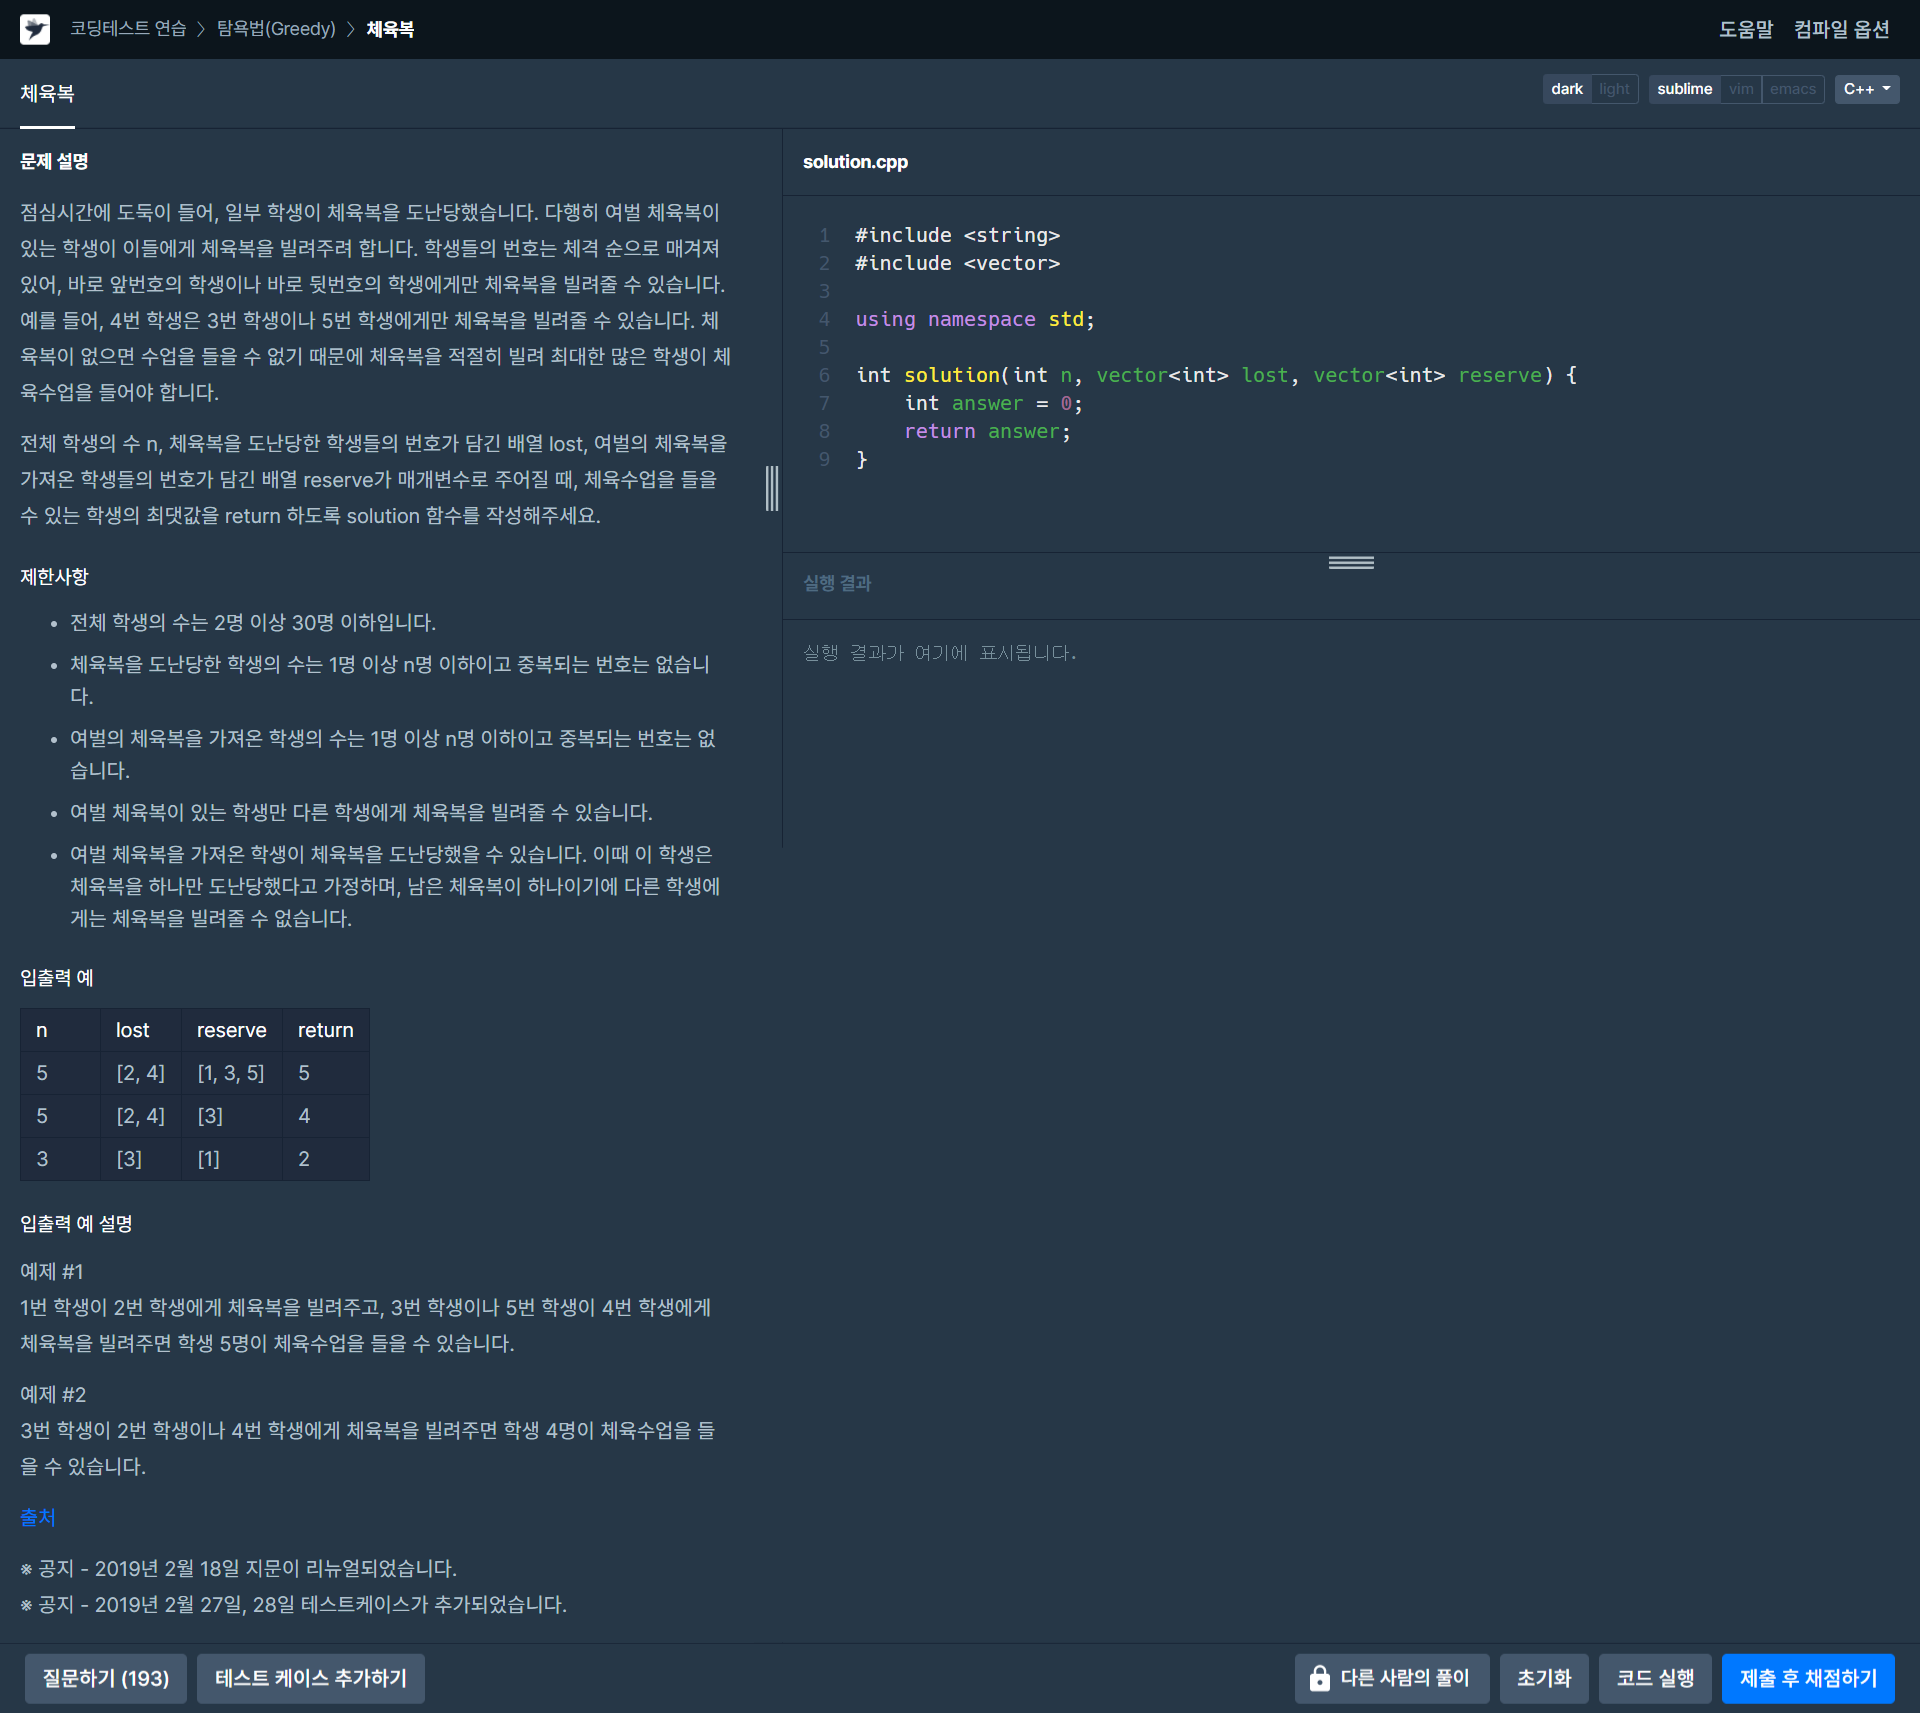 코딩테스트 연습 > 탐욕법(Greedy) > 체육복
도움말 컴파일 옵션
체육복
dark light sublime vim emacs C++
문제 설명
점심시간에 도둑이 들어, 일부 학생이 체육복을 도난당했습니다. 다행히 여벌 체육복이
있는 학생이 이들에게 체육복을 빌려주려 합니다. 학생들의 번호는 체격 순으로 매겨져
있어, 바로 앞번호의 학생이나 바로 뒷번호의 학생에게만 체육복을 빌려줄 수 있습니다.
예를 들어, 4번 학생은 3번 학생이나 5번 학생에게만 체육복을 빌려줄 수 있습니다. 체
육복이 없으면 수업을 들을 수 없기 때문에 체육복을 적절히 빌려 최대한 많은 학생이 체
육수업을 들어야 합니다.
전체 학생의 수 n, 체육복을 도난당한 학생들의 번호가 담긴 배열 lost, 여벌의 체육복을
가져온 학생들의 번호가 담긴 배열 reserve가 매개변수로 주어질 때, 체육수업을 들을
수 있는 학생의 최댓값을 return 하도록 solution 함수를 작성해주세요.
제한사항
• 전체 학생의 수는 2명 이상 30명 이하입니다.
• 체육복을 도난당한 학생의 수는 1명 이상 n명 이하이고 중복되는 번호는 없습니
다.
• 여벌의 체육복을 가져온 학생의 수는 1명 이상 n명 이하이고 중복되는 번호는 없
습니다.
• 여벌 체육복이 있는 학생만 다른 학생에게 체육복을 빌려줄 수 있습니다.
• 여벌 체육복을 가져온 학생이 체육복을 도난당했을 수 있습니다. 이때 이 학생은
체육복을 하나만 도난당했다고 가정하며, 남은 체육복이 하나이기에 다른 학생에
게는 체육복을 빌려줄 수 없습니다.
입출력 예
n lost reserve return
5 [2, 4] [1, 3, 5] 5
5 [2, 4] [3] 4
3 [3] [1] 2
입출력 예 설명
예제 #1
1번 학생이 2번 학생에게 체육복을 빌려주고, 3번 학생이나 5번 학생이 4번 학생에게
체육복을 빌려주면 학생 5명이 체육수업을 들을 수 있습니다.
예제 #2
3번 학생이 2번 학생이나 4번 학생에게 체육복을 빌려주면 학생 4명이 체육수업을 들
을 수 있습니다.
출처
※ 공지 - 2019년 2월 18일 지문이 리뉴얼되었습니다.
※ 공지 - 2019년 2월 27일, 28일 테스트케이스가 추가되었습니다.
solution.cpp
1 #include <string>
2 #include <vector>
3
4 using namespace std;
5
6 int solution(int n, vector<int> lost, vector<int> reserve) {
7     int answer = 0;
8     return answer;
9 }
실행 결과
실행 결과가 여기에 표시됩니다.
질문하기 (193) 테스트 케이스 추가하기
다른 사람의 풀이 초기화 코드 실행 제출 후 채점하기